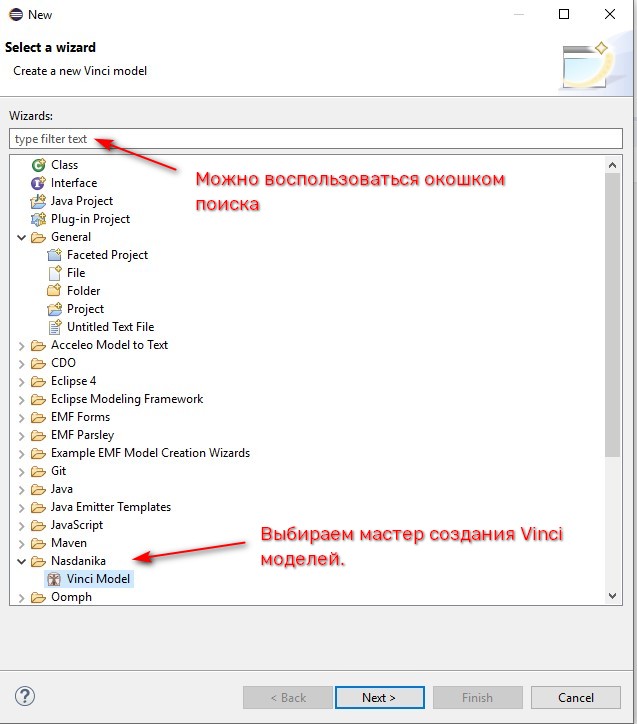 New
Select a wizard
Create a new Vinci model
Wizards:
type filter text
Class
Можно воспользоваться окошком
поиска
Interface
Java Project
Plug-in Project
General
Faceted Project
File
Folder
Project
Untitled Text File
Acceleo Model to Text
CDO
Eclipse 4
Eclipse Modeling Framework
EMF Forms
EMF Parsley
Example EMF Model Creation Wizards
Git
Java
Java Emitter Templates
JavaScript
Выбираем мастер создания Vinci
моделей.
Maven
Nasdanika
Vinci Model
Oomph
? < Back Next > Finish Cancel